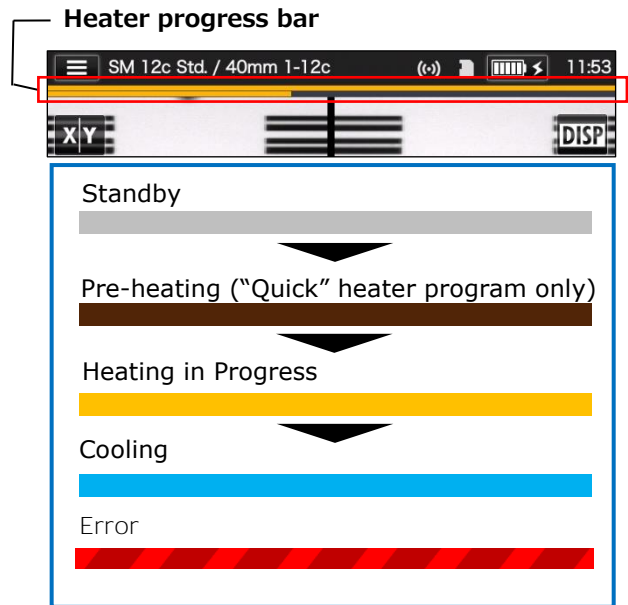 Heater progress bar
SM 12c Std. / 40mm 1-12c 11:53
X|Y DISP
Standby
Pre-heating (“Quick” heater program only)
Heating in Progress
Cooling
Error